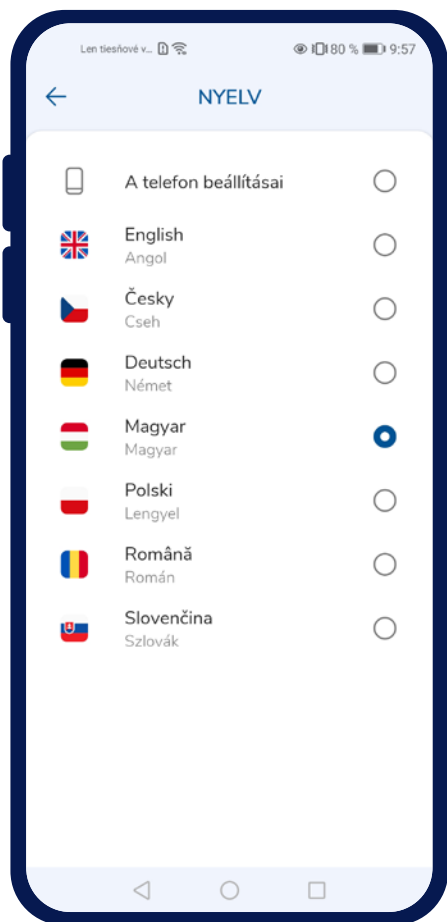 Len tiesňové v... 80 % 9:57
NYELV
A telefon beállításai
English
Angol
Česky
Cseh
Deutsch
Német
Magyar
Magyar
Polski
Lengyel
Română
Román
Slovenčina
Szlovák